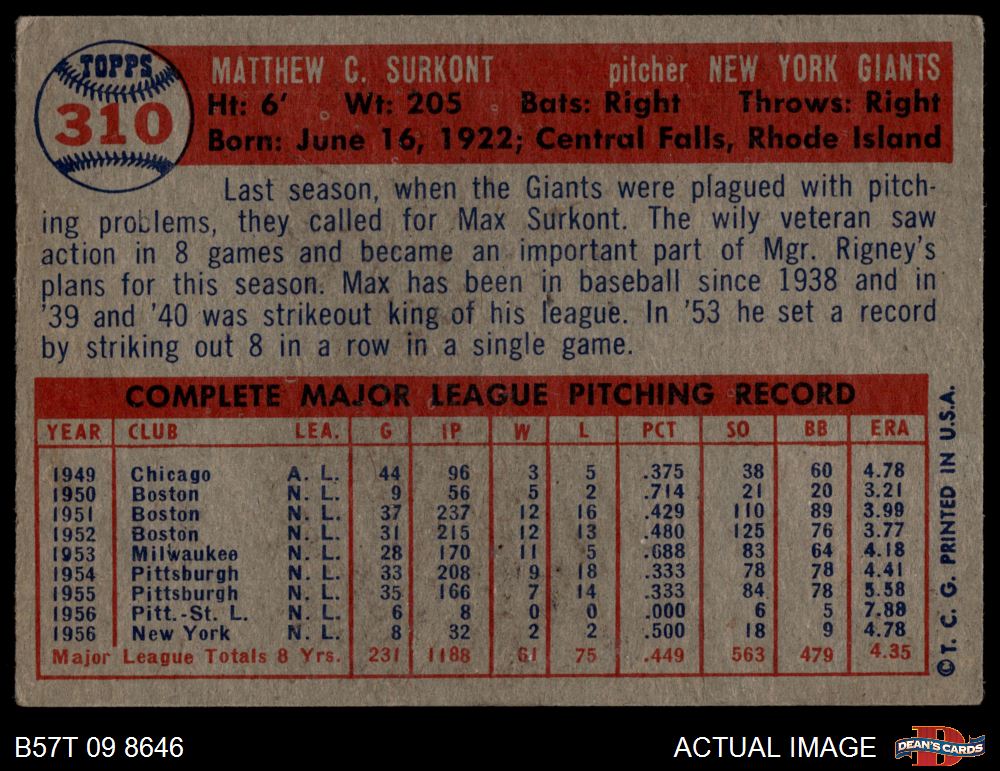 TOPPS
310
MATTHEW C. SURKONT pitcher NEW YORK GIANTS
Ht: 6' Wt: 205 Bats: Right Throws: Right
Born: June 16, 1922; Central Falls, Rhode Island
Last season, when the Giants were plagued with pitch-
ing problems, they called for Max Surkont. The wily veteran saw
action in 8 games and became an important part of Mgr. Rigney's
plans for this season. Max has been in baseball since 1938 and in
'39 and '40 was strikeout king of his league. In '53 he set a record
by striking out 8 in a row in a single game.
COMPLETE MAJOR LEAGUE PITCHING RECORD
YEAR CLUB LEA. G IP W L PCT SO BB ERA
1949 Chicago A. L. 44 96 3 5 .375 38 60 4.78
1950 Boston N. L. 9 56 5 2 .714 21 20 3.21
1951 Boston N. L. 37 237 12 16 .429 110 89 3.99
1952 Boston N. L. 31 215 12 13 .480 125 76 3.77
1953 Milwaukee N. L. 28 170 11 5 .688 83 64 4.18
1954 Pittsburgh N. L. 33 208 9 18 .333 78 78 4.41
1955 Pittsburgh N. L. 35 166 7 14 .333 84 78 5.58
1956 Pitt.-St. L. N. L. 6 8 0 0 .000 6 5 7.88
1956 New York N. L. 8 32 2 2 .500 18 9 4.78
Major League Totals 8 Yrs. 231 1188 61 75 .449 563 479 4.35
© T. C. G. PRINTED IN U.S.A.
B57T 09 8646 ACTUAL IMAGE DEAN'S CARDS